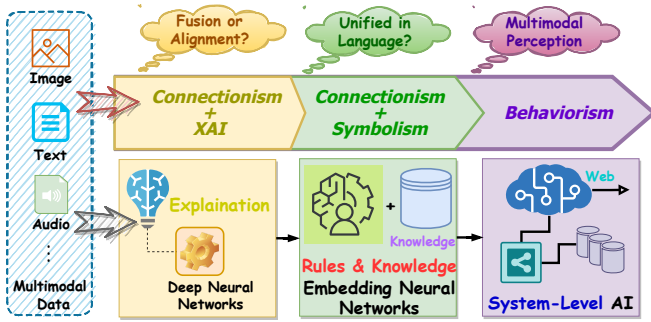 Fusion or
Alignment?
Unified in
Language?
Multimodal
Perception
Image
Text
Audio
Multimodal
Data
Connectionism
+
XAI
Connectionism
+
Symbolism
Behaviorism
Explaination
Deep Neural
Networks
+
Knowledge
Rules & Knowledge
Embedding Neural
Networks
Web
System-Level AI